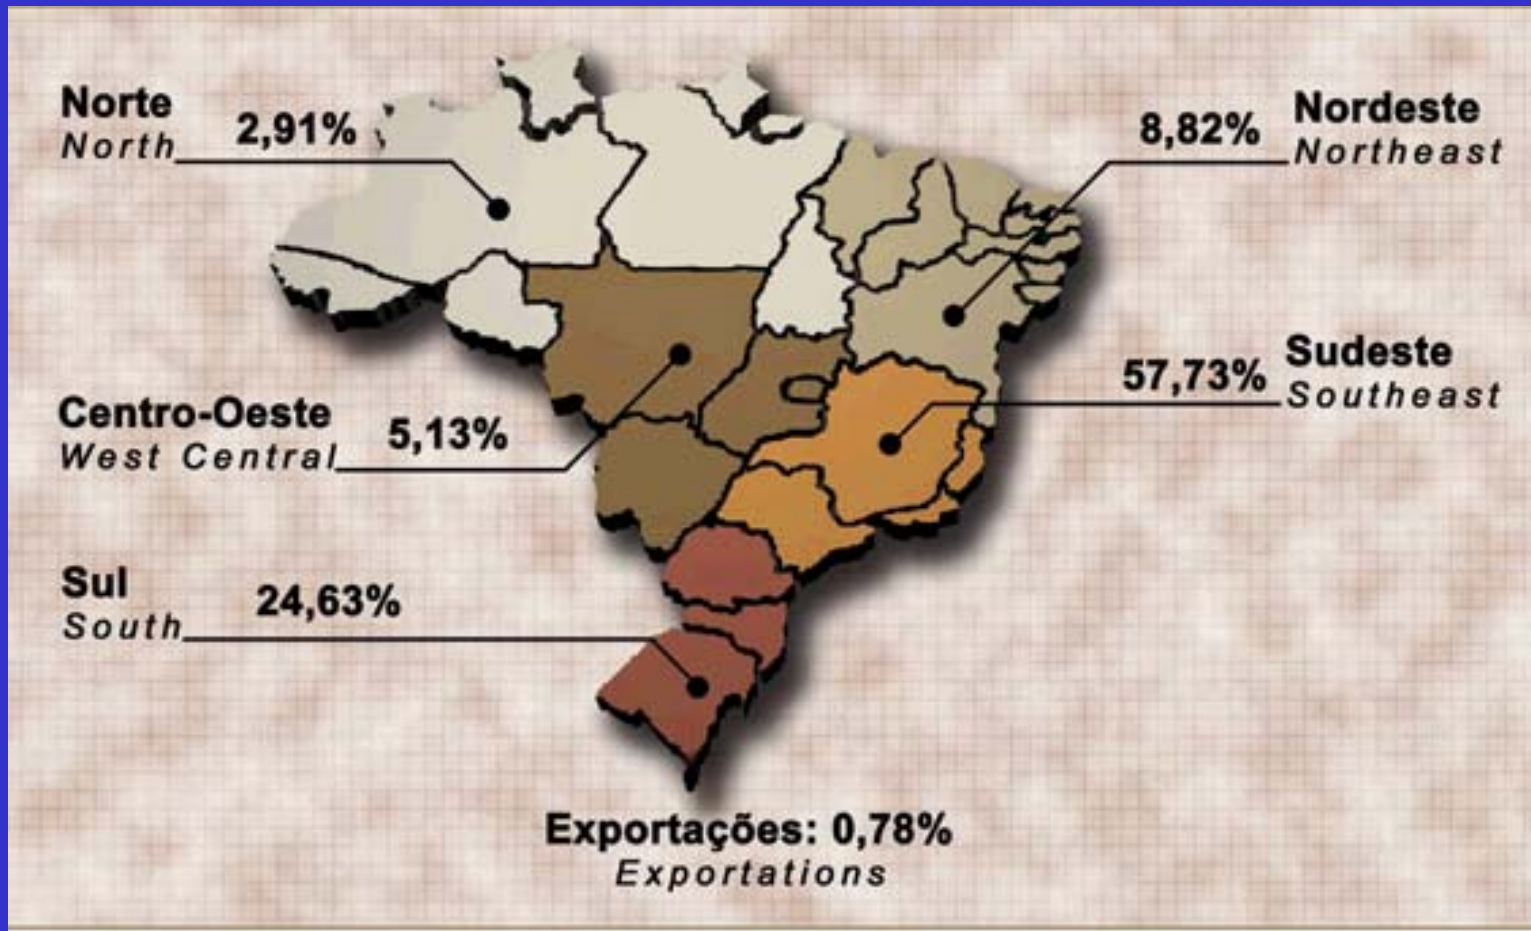 Norte
North
2,91%
Nordeste
Northeast
8,82%
Sudeste
Southeast
57,73%
Centro-Oeste
West Central
5,13%
Sul
South
24,63%
Exportações: 0,78%
Exportations